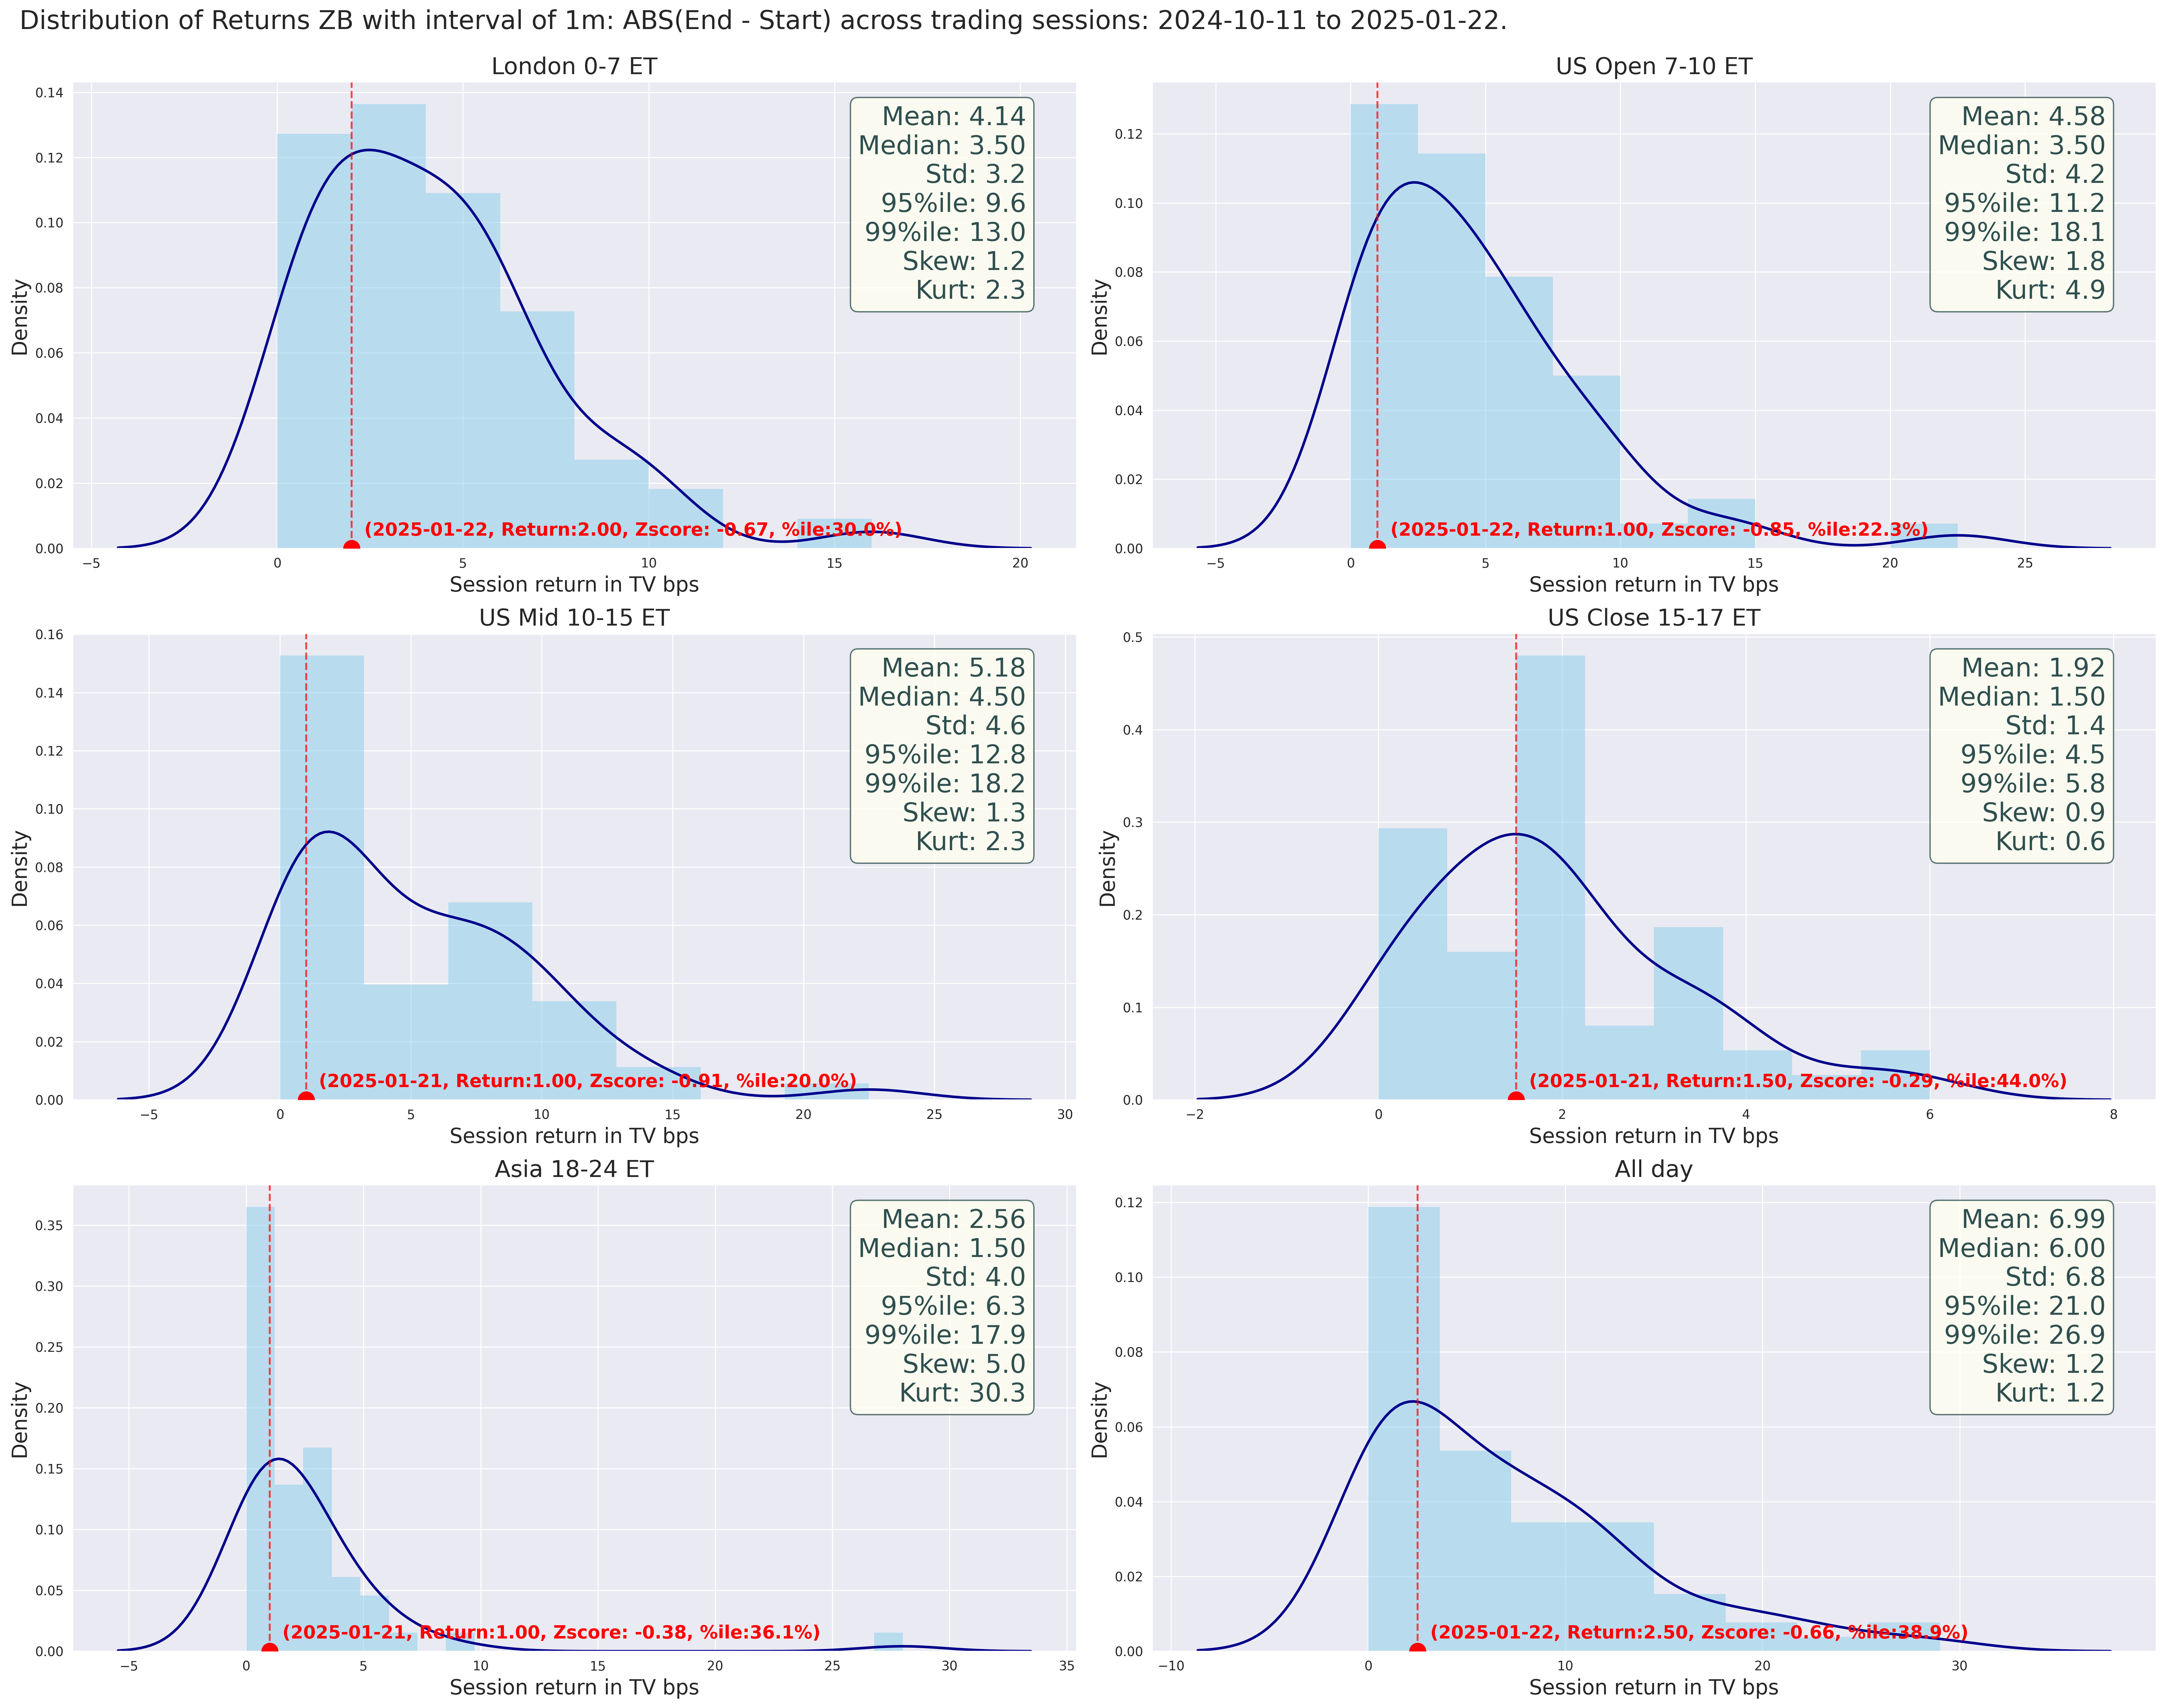 Distribution of Returns ZB with interval of 1m: ABS(End - Start) across trading sessions: 2024-10-11 to 2025-01-22.
London 0-7 ET
Density
0.14
0.12
0.10
0.08
0.06
0.04
0.02
0.00
Mean: 4.14
Median: 3.50
Std: 3.2
95%ile: 9.6
99%ile: 13.0
Skew: 1.2
Kurt: 2.3
(2025-01-22, Return:2.00, Zscore: -0.67, %ile:30.0%)
−5 0 5 10 15 20
Session return in TV bps
US Open 7-10 ET
Density
0.12
0.10
0.08
0.06
0.04
0.02
0.00
Mean: 4.58
Median: 3.50
Std: 4.2
95%ile: 11.2
99%ile: 18.1
Skew: 1.8
Kurt: 4.9
(2025-01-22, Return:1.00, Zscore: -0.85, %ile:22.3%)
−5 0 5 10 15 20 25
Session return in TV bps
US Mid 10-15 ET
Density
0.16
0.14
0.12
0.10
0.08
0.06
0.04
0.02
0.00
Mean: 5.18
Median: 4.50
Std: 4.6
95%ile: 12.8
99%ile: 18.2
Skew: 1.3
Kurt: 2.3
(2025-01-21, Return:1.00, Zscore: -0.91, %ile:20.0%)
−5 0 5 10 15 20 25 30
Session return in TV bps
US Close 15-17 ET
Density
0.5
0.4
0.3
0.2
0.1
0.0
Mean: 1.92
Median: 1.50
Std: 1.4
95%ile: 4.5
99%ile: 5.8
Skew: 0.9
Kurt: 0.6
(2025-01-21, Return:1.50, Zscore: -0.29, %ile:44.0%)
−2 0 2 4 6 8
Session return in TV bps
Asia 18-24 ET
Density
0.35
0.30
0.25
0.20
0.15
0.10
0.05
0.00
Mean: 2.56
Median: 1.50
Std: 4.0
95%ile: 6.3
99%ile: 17.9
Skew: 5.0
Kurt: 30.3
(2025-01-21, Return:1.00, Zscore: -0.38, %ile:36.1%)
−5 0 5 10 15 20 25 30 35
Session return in TV bps
All day
Density
0.12
0.10
0.08
0.06
0.04
0.02
0.00
Mean: 6.99
Median: 6.00
Std: 6.8
95%ile: 21.0
99%ile: 26.9
Skew: 1.2
Kurt: 1.2
(2025-01-22, Return:2.50, Zscore: -0.66, %ile:38.9%)
−10 0 10 20 30
Session return in TV bps